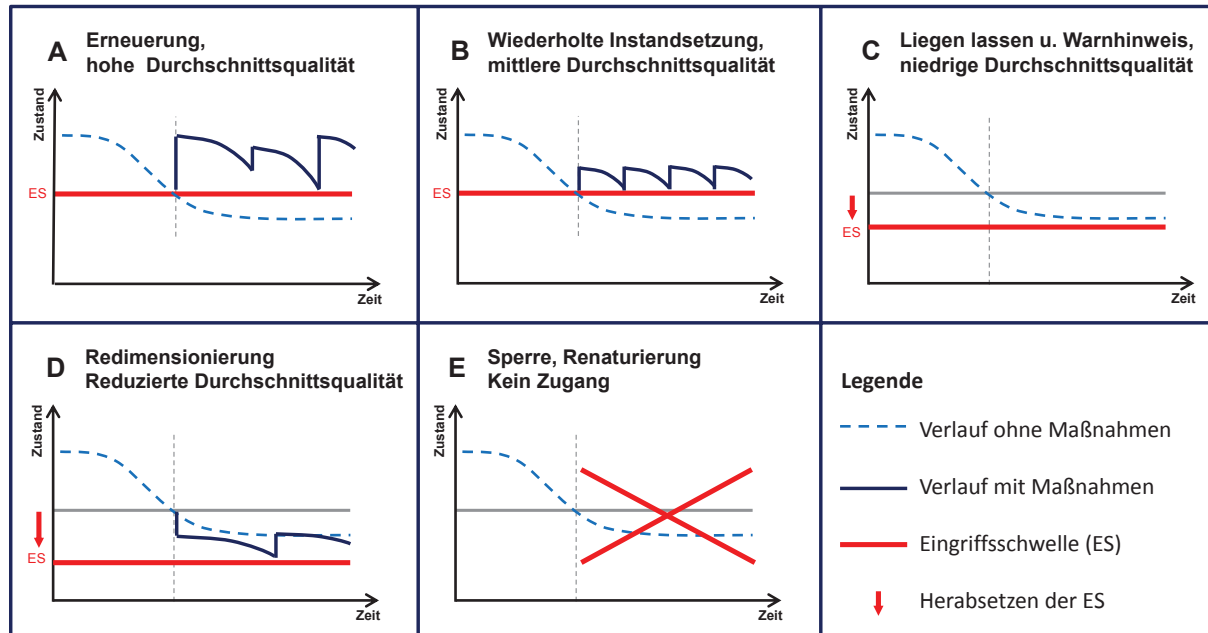 A Erneuerung,
hohe Durchschnittsqualität
Zustand
ES
Zeit
B Wiederholte Instandsetzung,
mittlere Durchschnittsqualität
Zustand
ES
Zeit
C Liegen lassen u. Warnhinweis,
niedrige Durchschnittsqualität
Zustand
ES
Zeit
D Redimensionierung
Reduzierte Durchschnittsqualität
Zustand
ES
Zeit
E Sperre, Renaturierung
Kein Zugang
Zustand
Zeit
Legende
Verlauf ohne Maßnahmen
Verlauf mit Maßnahmen
Eingriffsschwelle (ES)
Herabsetzen der ES